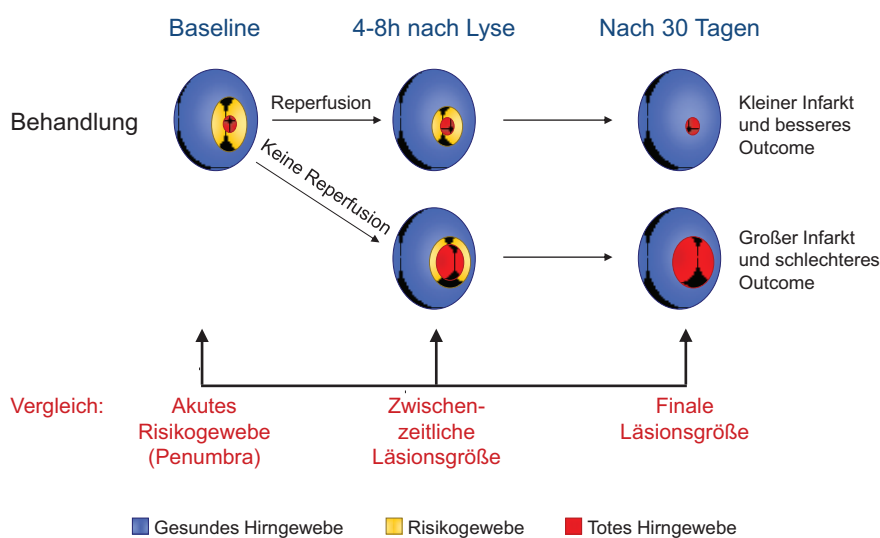 Baseline
4-8h nach Lyse
Nach 30 Tagen
Behandlung
Reperfusion
Keine Reperfusion
Kleiner Infarkt
und besseres
Outcome
Großer Infarkt
und schlechteres
Outcome
Vergleich:
Akutes
Risikogewebe
(Penumbra)
Zwischen-
zeitliche
Läsionsgröße
Finale
Läsionsgröße
Gesundes Hirngewebe
Risikogewebe
Totes Hirngewebe